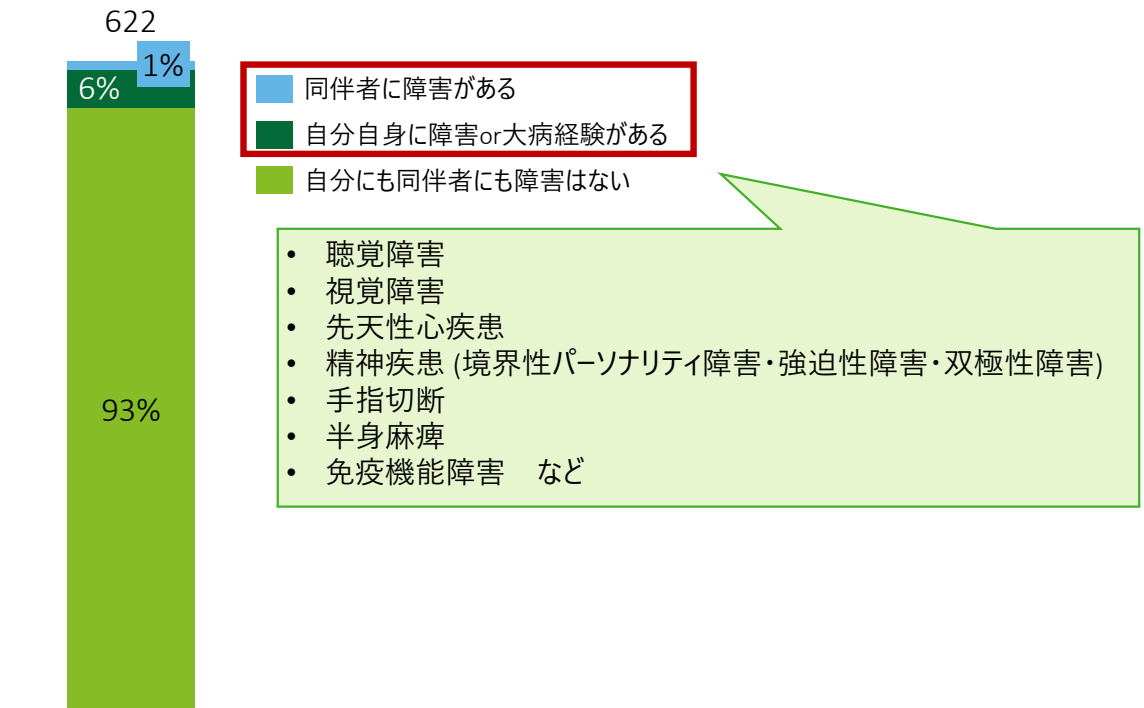 622
1%
6%
93%
同伴者に障害がある
自分自身に障害or大病経験がある
自分にも同伴者にも障害はない
• 聴覚障害
• 視覚障害
• 先天性心疾患
• 精神疾患 (境界性パーソナリティ障害・強迫性障害・双極性障害)
• 手指切断
• 半身麻痺
• 免疫機能障害　など